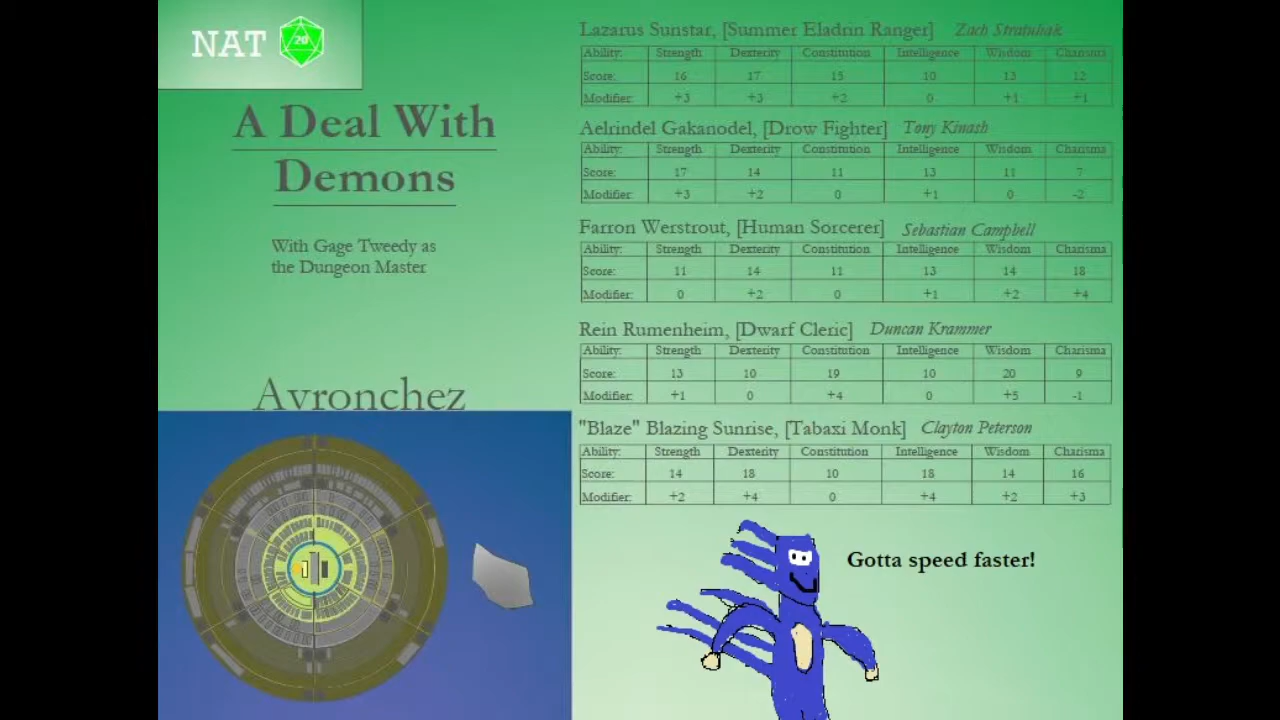 NAT 20
A Deal With
Demons
With Gage Tweedy as
the Dungeon Master
Avronchez
Lazarus Sunstar, [Summer Eladrin Ranger] Zach Stratuliak
Ability: Strength Dexterity Constitution Intelligence Wisdom Charisma
Score: 16 17 15 10 13 12
Modifier: +3 +3 +2 0 +1 +1
Aelrindel Gakanodel, [Drow Fighter] Tony Kinash
Ability: Strength Dexterity Constitution Intelligence Wisdom Charisma
Score: 17 14 11 13 11 7
Modifier: +3 +2 0 +1 0 -2
Farron Werstrout, [Human Sorcerer] Sebastian Campbell
Ability: Strength Dexterity Constitution Intelligence Wisdom Charisma
Score: 11 14 11 13 14 18
Modifier: 0 +2 0 +1 +2 +4
Rein Rumenheim, [Dwarf Cleric] Duncan Krammer
Ability: Strength Dexterity Constitution Intelligence Wisdom Charisma
Score: 13 10 19 10 20 9
Modifier: +1 0 +4 0 +5 -1
"Blaze" Blazing Sunrise, [Tabaxi Monk] Clayton Peterson
Ability: Strength Dexterity Constitution Intelligence Wisdom Charisma
Score: 14 18 10 18 14 16
Modifier: +2 +4 0 +4 +2 +3
Gotta speed faster!